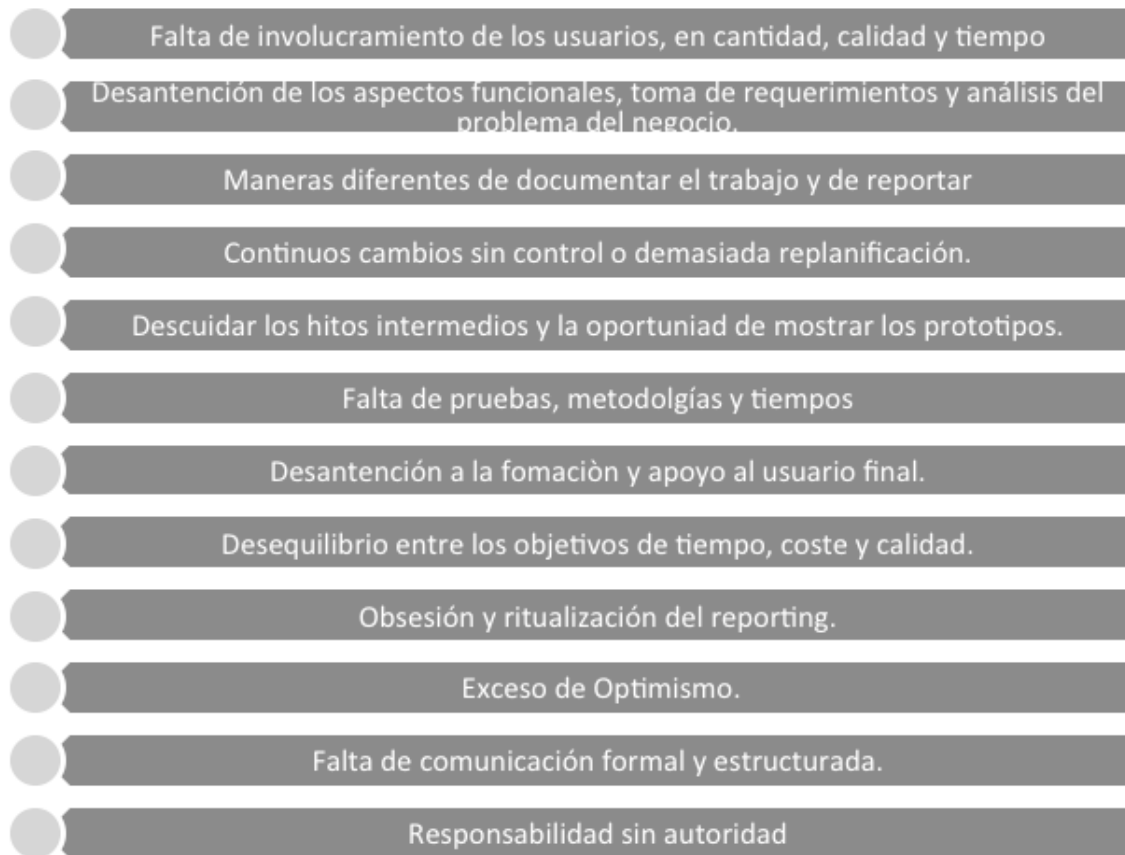 Falta de involucramiento de los usuarios, en cantidad, calidad y tiempo
Desantención de los aspectos funcionales, toma de requerimientos y análisis del
problema del negocio.
Maneras diferentes de documentar el trabajo y de reportar
Continuos cambios sin control o demasiada replanificación.
Descuidar los hitos intermedios y la oportuniad de mostrar los prototipos.
Falta de pruebas, metodolgías y tiempos
Desantención a la fomaciòn y apoyo al usuario final.
Desequilibrio entre los objetivos de tiempo, coste y calidad.
Obsesión y ritualización del reporting.
Exceso de Optimismo.
Falta de comunicación formal y estructurada.
Responsabilidad sin autoridad